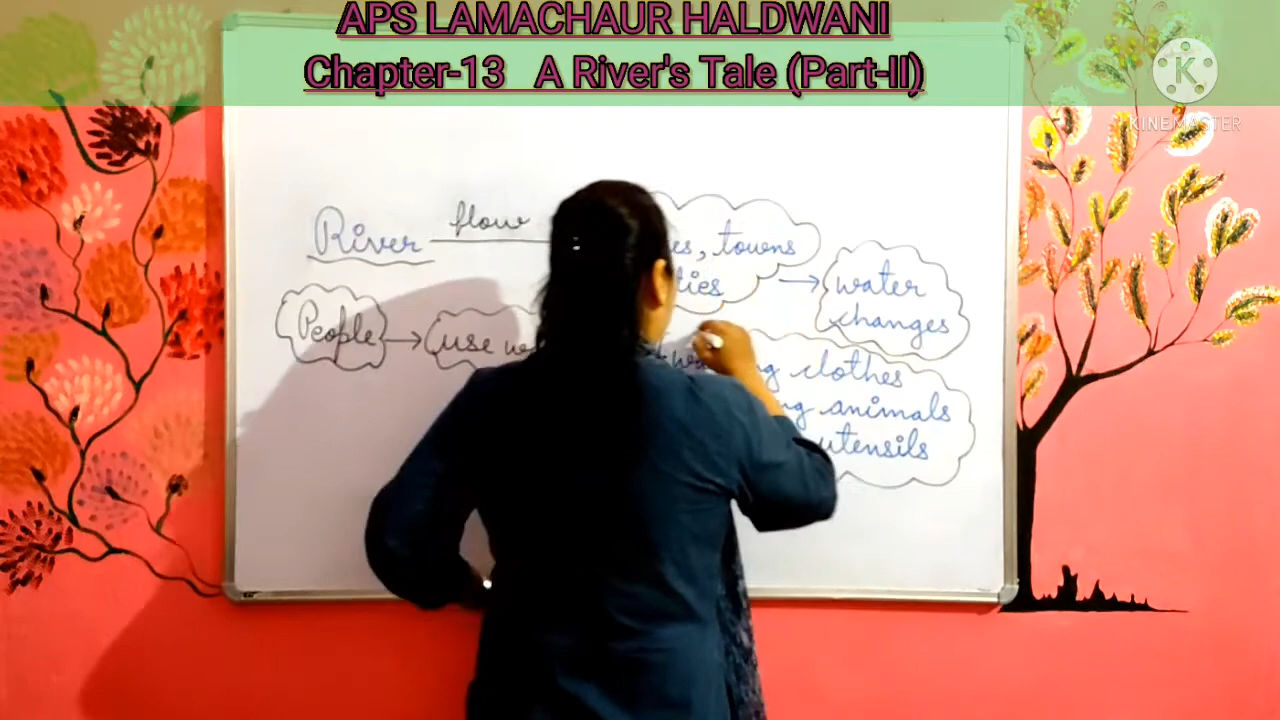 APS LAMACHAUR HALDWANI
Chapter-13 A River's Tale (Part-II)
K
KINEMASTER
River flow towns
water
changes
People use
clothes
animals
utensils